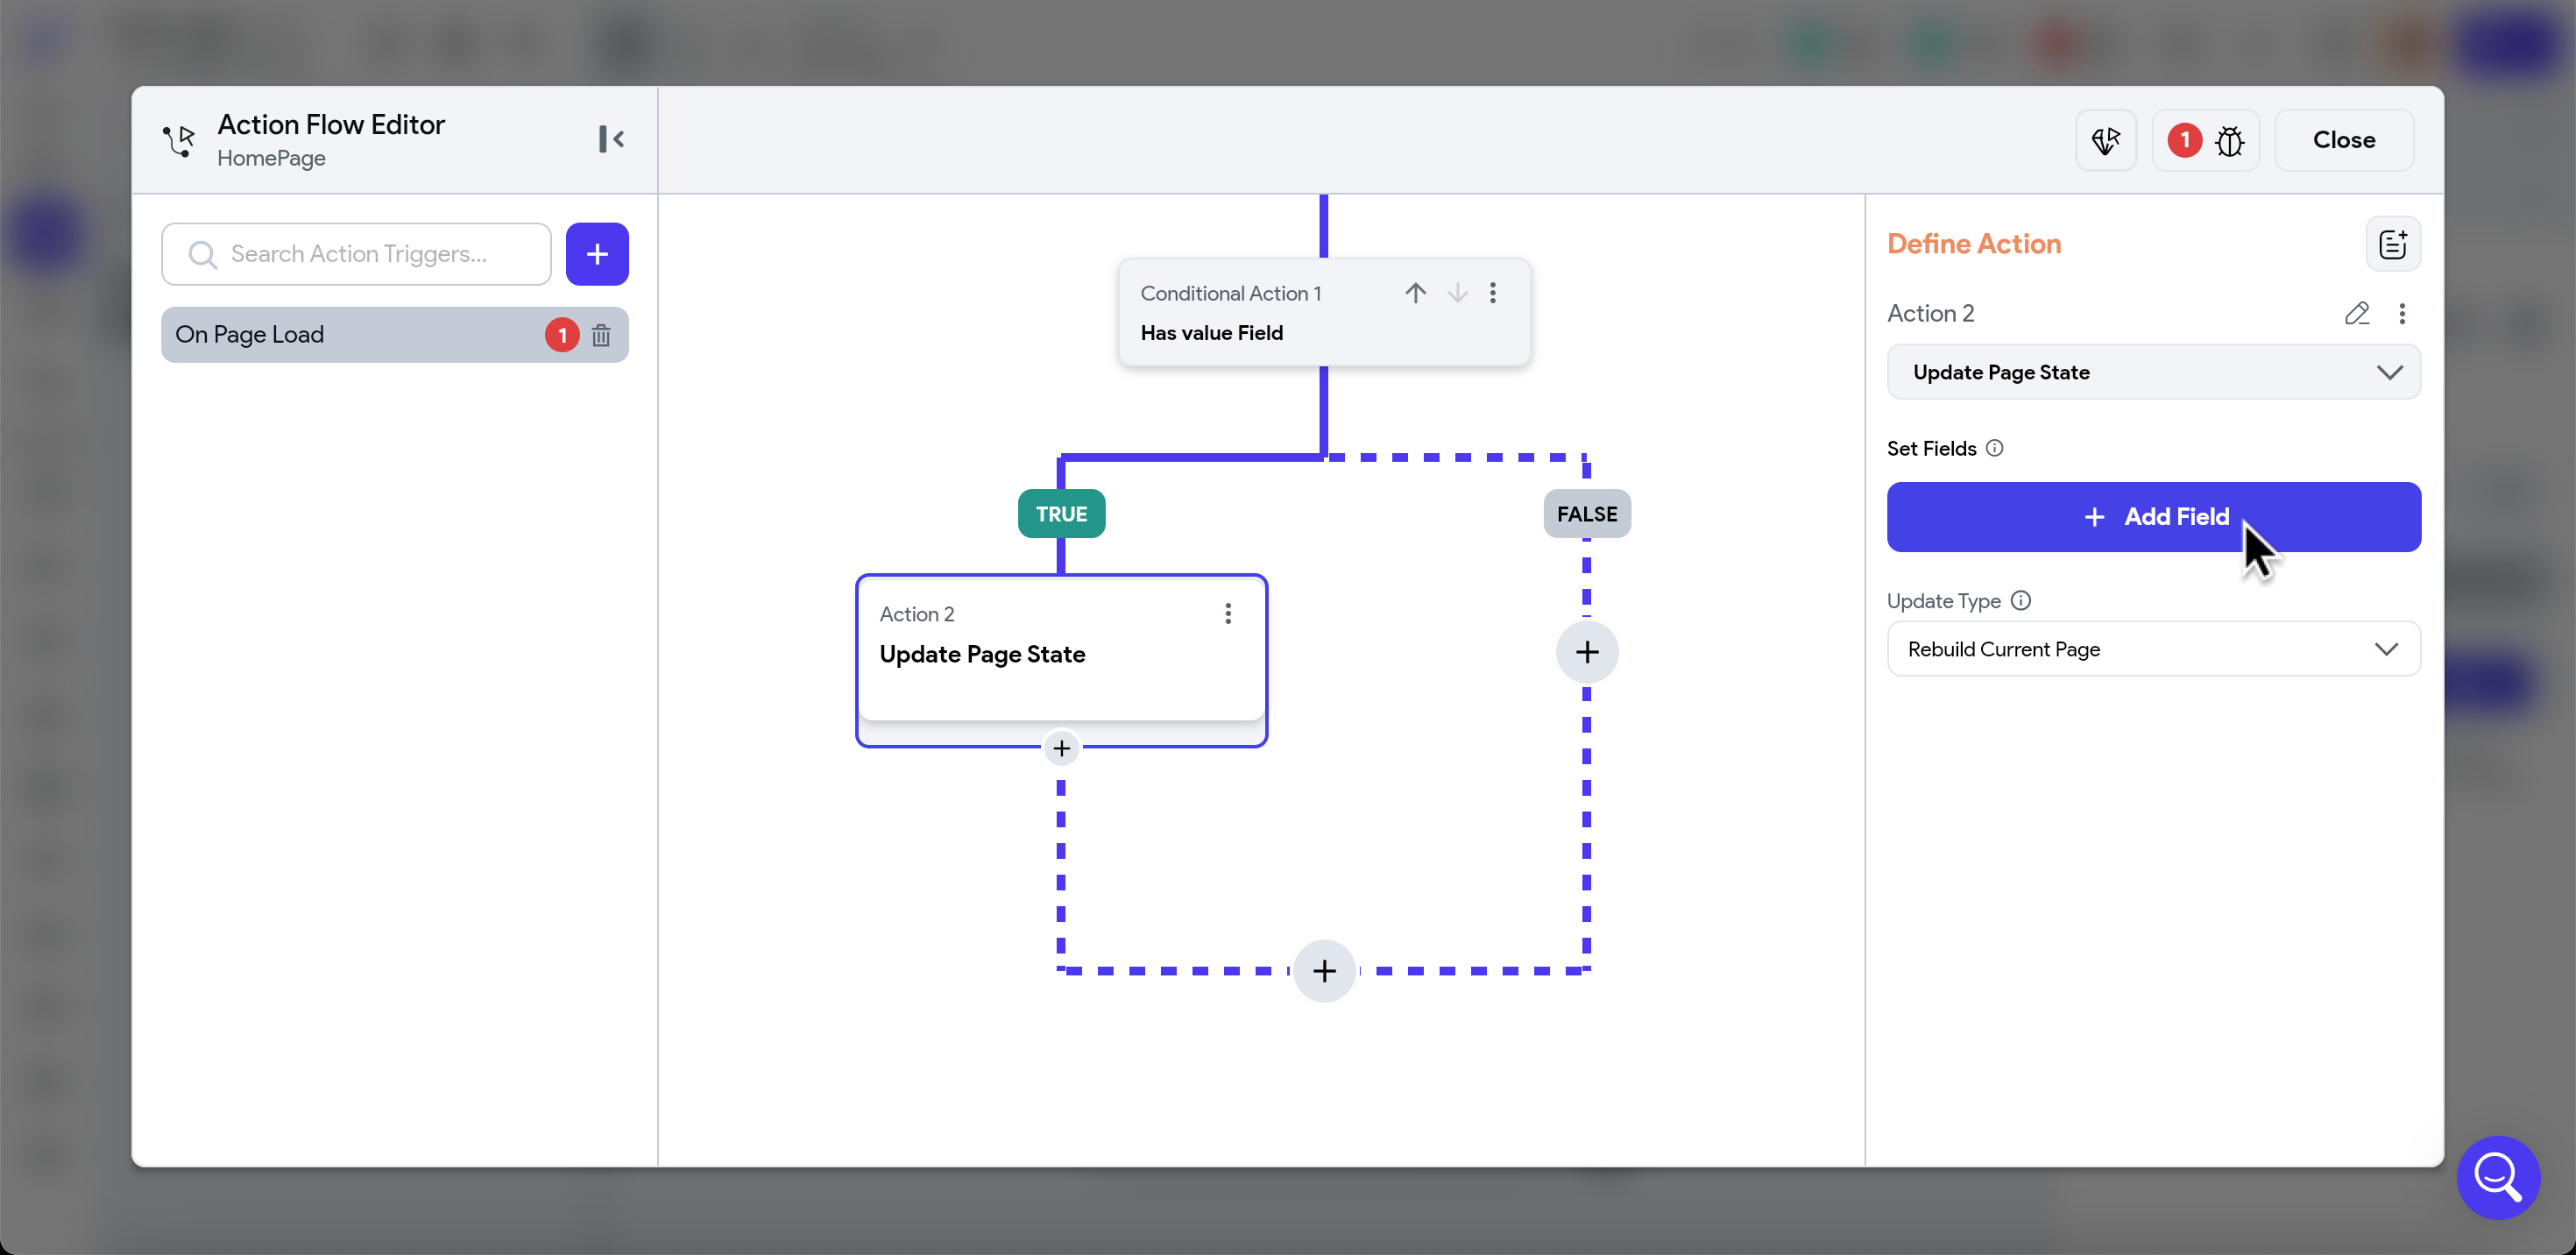 Action Flow Editor
HomePage
1
Close
Search Action Triggers...
On Page Load
1
Conditional Action 1
Has value Field
TRUE
FALSE
Action 2
Update Page State
Define Action
Action 2
Update Page State
Set Fields
Add Field
Update Type
Rebuild Current Page